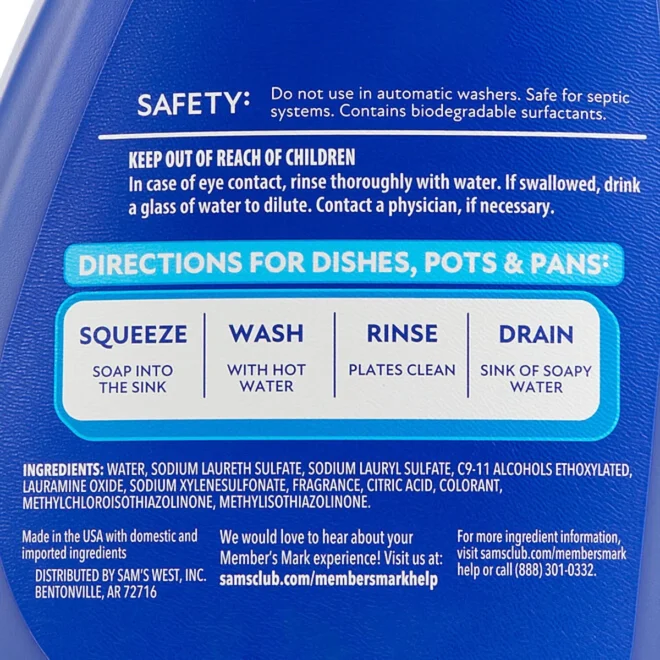 SAFETY: Do not use in automatic washers. Safe for septic
systems. Contains biodegradable surfactants.
KEEP OUT OF REACH OF CHILDREN
In case of eye contact, rinse thoroughly with water. If swallowed, drink
a glass of water to dilute. Contact a physician, if necessary.
DIRECTIONS FOR DISHES, POTS & PANS:
SQUEEZE
SOAP INTO
THE SINK
WASH
WITH HOT
WATER
RINSE
PLATES CLEAN
DRAIN
SINK OF SOAPY
WATER
INGREDIENTS: WATER, SODIUM LAURETH SULFATE, SODIUM LAURYL SULFATE, C9-11 ALCOHOLS ETHOXYLATED,
LAURAMINE OXIDE, SODIUM XYLENESULFONATE, FRAGRANCE, CITRIC ACID, COLORANT,
METHYLCHLOROISOTHIAZOLINONE, METHYLISOTHIAZOLINONE.
Made in the USA with domestic and
imported ingredients
DISTRIBUTED BY SAM'S WEST, INC.
BENTONVILLE, AR 72716
We would love to hear about your
Member's Mark experience! Visit us at:
samsclub.com/membersmarkhelp
For more ingredient information,
visit samsclub.com/membersmark
help or call (888) 301-0332.